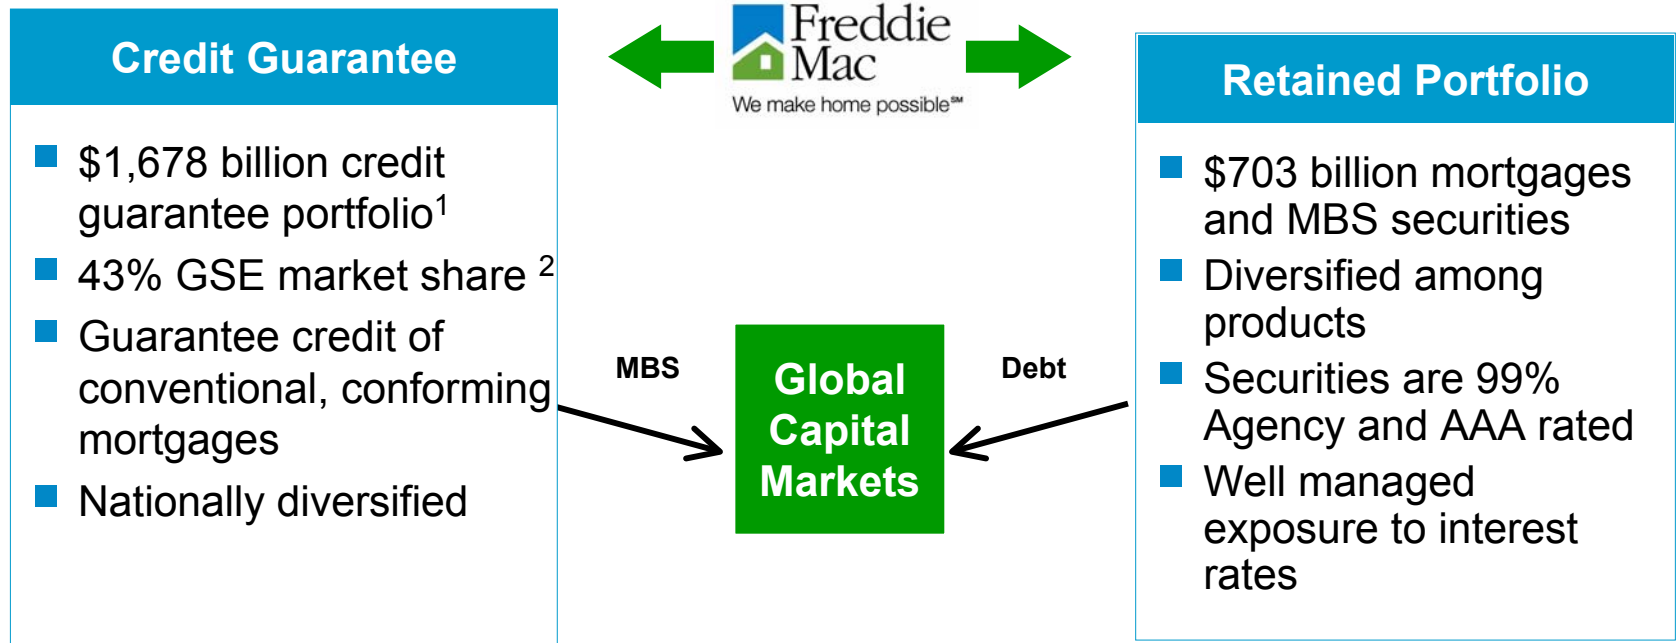 Freddie
Mac
We make home possible℠
Credit Guarantee
■ $1,678 billion credit
guarantee portfolio¹
■ 43% GSE market share ²
■ Guarantee credit of
conventional, conforming
mortgages
■ Nationally diversified
MBS
Global
Capital
Markets
Debt
Retained Portfolio
■ $703 billion mortgages
and MBS securities
■ Diversified among
products
■ Securities are 99%
Agency and AAA rated
■ Well managed
exposure to interest
rates